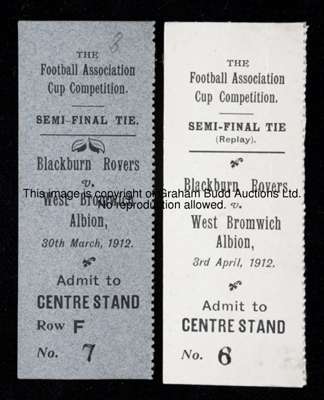 8
THE
Football Association
Cup Competition.
SEMI-FINAL TIE.
Blackburn Rovers
v.
West Bromwich
Albion,
30th March, 1912.
Admit to
CENTRE STAND
Row F
No. 7
THE
Football Association
Cup Competition.
SEMI-FINAL TIE
(Replay).
Blackburn Rovers
v.
West Bromwich
Albion,
3rd April, 1912.
Admit to
CENTRE STAND
No. 6
This image is copyright of Graham Budd Auctions Ltd.
No reproduction allowed.